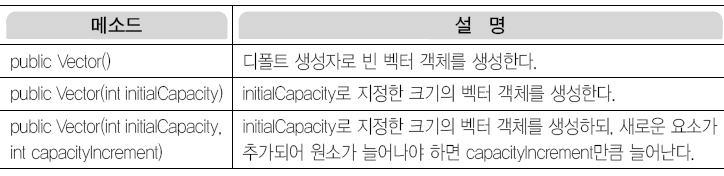 메소드 설 명
public Vector() 디폴트 생성자로 빈 벡터 객체를 생성한다.
public Vector(int initialCapacity) initialCapacity로 지정한 크기의 벡터 객체를 생성한다.
public Vector(int initialCapacity, initialCapacity로 지정한 크기의 벡터 객체를 생성하되, 새로운 요소가
int capacityIncrement) 추가되어 원소가 늘어나야 하면 capacityIncrement만큼 늘어난다.